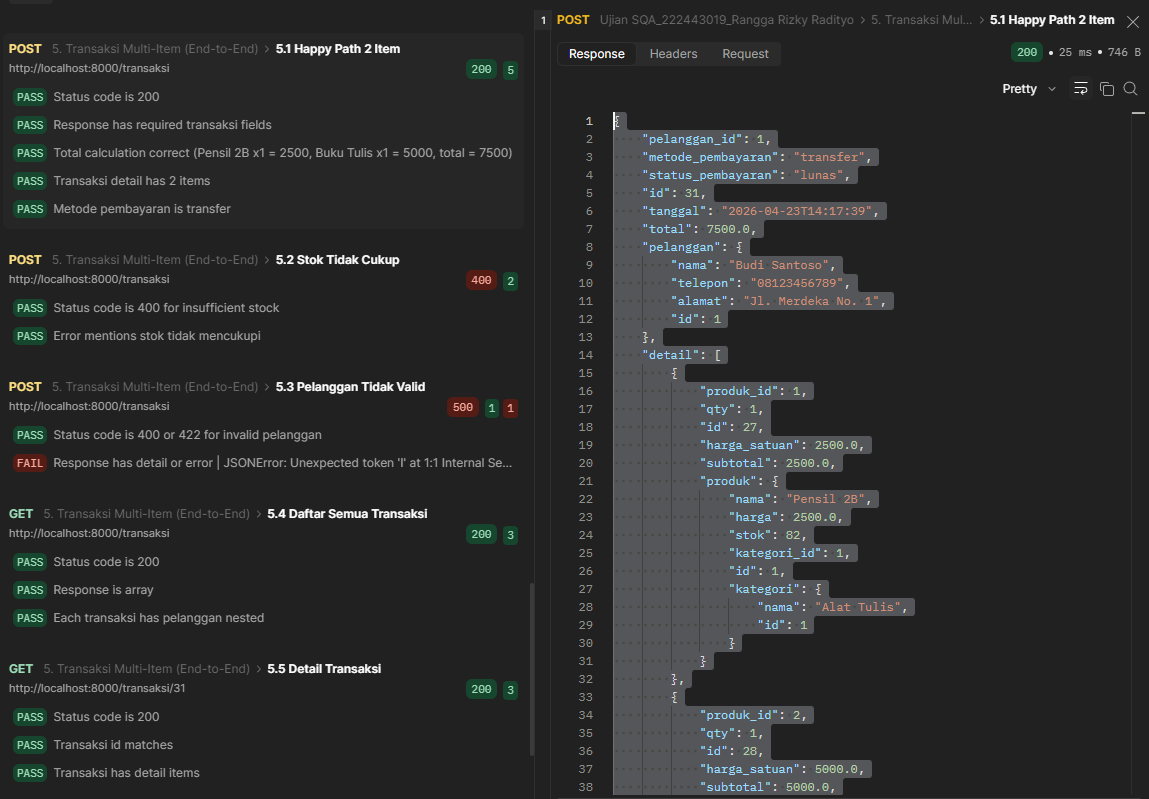 POST 5. Transaksi Multi-Item (End-to-End) > 5.1 Happy Path 2 Item
http://localhost:8000/transaksi
200 5
PASS Status code is 200
PASS Response has required transaksi fields
PASS Total calculation correct (Pensil 2B x1 = 2500, Buku Tulis x1 = 5000, total = 7500)
PASS Transaksi detail has 2 items
PASS Metode pembayaran is transfer
POST 5. Transaksi Multi-Item (End-to-End) > 5.2 Stok Tidak Cukup
http://localhost:8000/transaksi
400 2
PASS Status code is 400 for insufficient stock
PASS Error mentions stok tidak mencukupi
POST 5. Transaksi Multi-Item (End-to-End) > 5.3 Pelanggan Tidak Valid
http://localhost:8000/transaksi
500 1 1
PASS Status code is 400 or 422 for invalid pelanggan
FAIL Response has detail or error | JSONError: Unexpected token 'I' at 1:1 Internal Se...
GET 5. Transaksi Multi-Item (End-to-End) > 5.4 Daftar Semua Transaksi
http://localhost:8000/transaksi
200 3
PASS Status code is 200
PASS Response is array
PASS Each transaksi has pelanggan nested
GET 5. Transaksi Multi-Item (End-to-End) > 5.5 Detail Transaksi
http://localhost:8000/transaksi/31
200 3
PASS Status code is 200
PASS Transaksi id matches
PASS Transaksi has detail items
1 POST Ujian SQA_222443019_Rangga Rizky Radityo > 5. Transaksi Mul... > 5.1 Happy Path 2 Item
Response Headers Request
200 • 25 ms • 746 B
Pretty
1 {
2 "pelanggan_id": 1,
3 "metode_pembayaran": "transfer",
4 "status_pembayaran": "lunas",
5 "id": 31,
6 "tanggal": "2026-04-23T14:17:39",
7 "total": 7500.0,
8 "pelanggan": {
9 "nama": "Budi Santoso",
10 "telepon": "08123456789",
11 "alamat": "Jl. Merdeka No. 1",
12 "id": 1
13 },
14 "detail": [
15 {
16 "produk_id": 1,
17 "qty": 1,
18 "id": 27,
19 "harga_satuan": 2500.0,
20 "subtotal": 2500.0,
21 "produk": {
22 "nama": "Pensil 2B",
23 "harga": 2500.0,
24 "stok": 82,
25 "kategori_id": 1,
26 "id": 1,
27 "kategori": {
28 "nama": "Alat Tulis",
29 "id": 1
30 }
31 }
32 },
33 {
34 "produk_id": 2,
35 "qty": 1,
36 "id": 28,
37 "harga_satuan": 5000.0,
38 "subtotal": 5000.0,